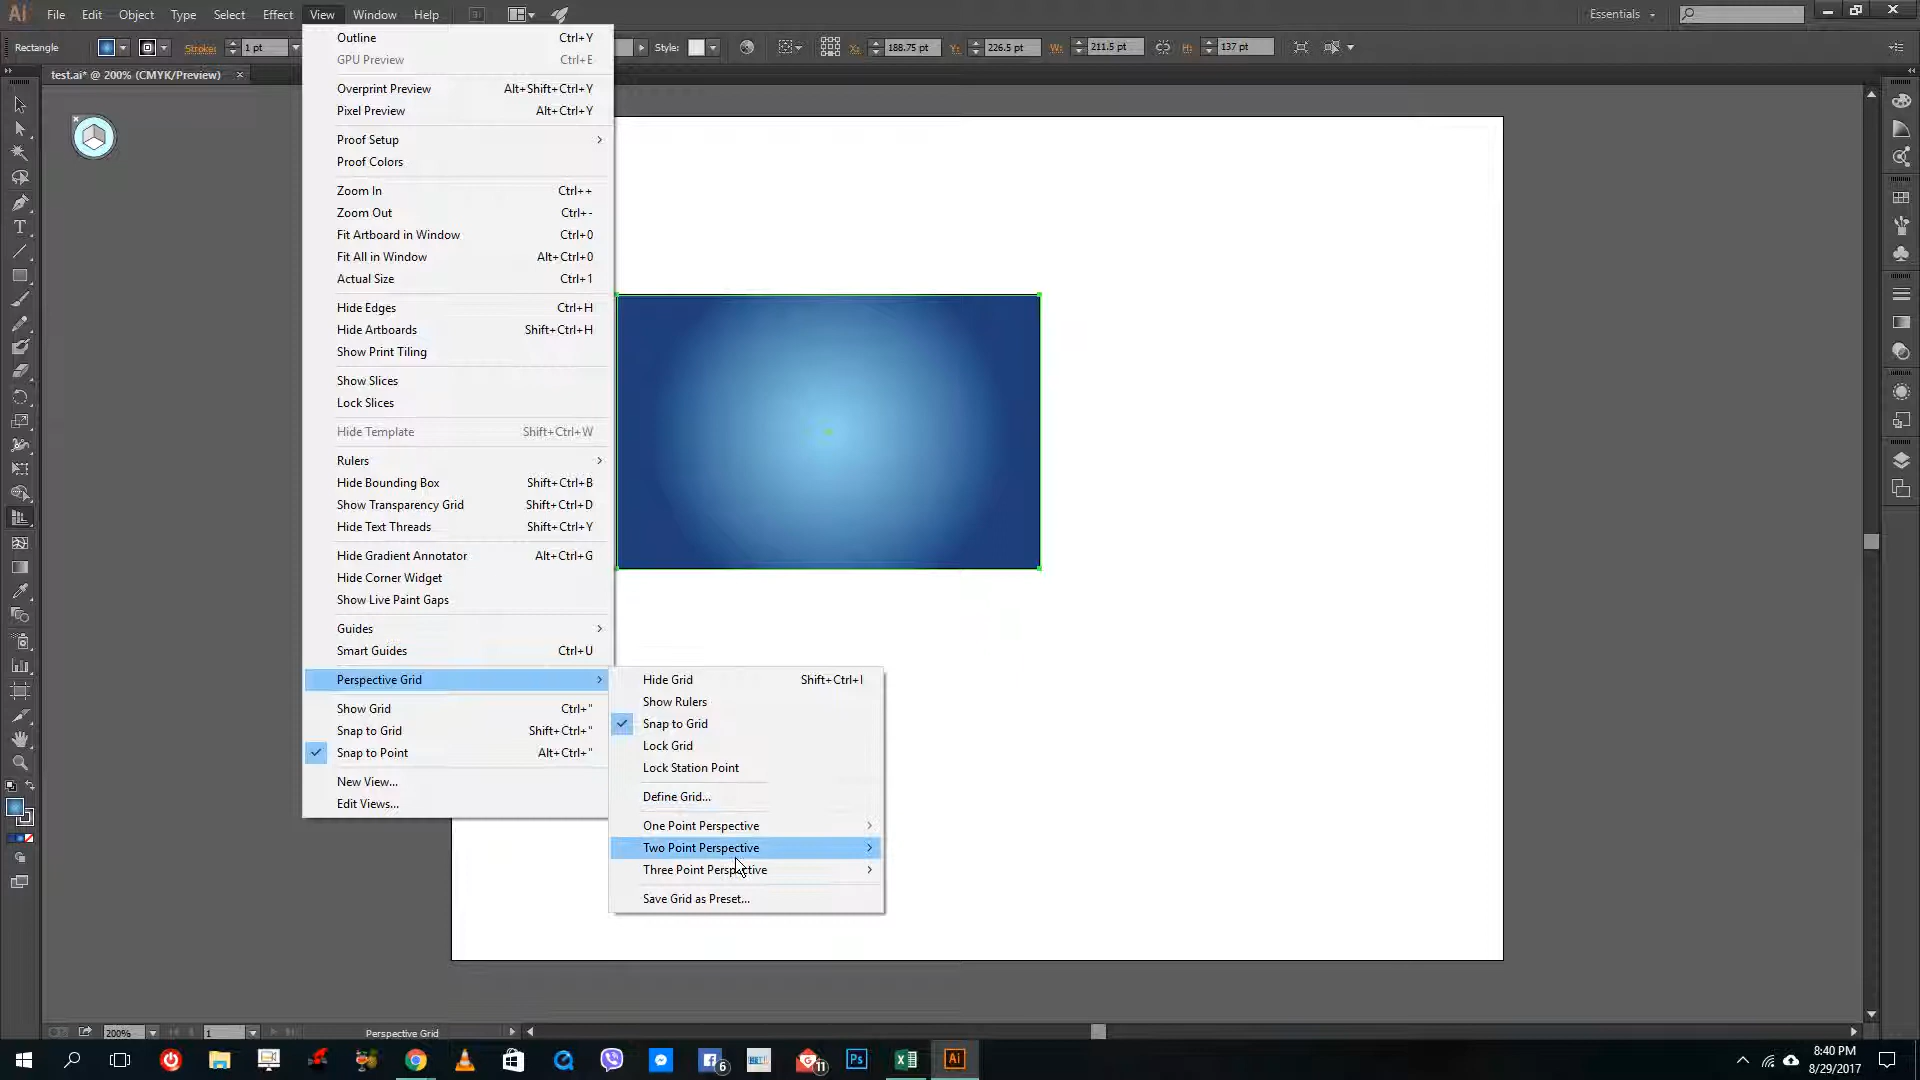 Ai File Edit Object Type Select Effect View Window Help Essentials
Rectangle Stroke: 1 pt Style: X: 188.75 pt Y: 226.5 pt W: 211.5 pt H: 137 pt
test.ai* @ 200% (CMYK/Preview)
Outline Ctrl+Y
GPU Preview Ctrl+E
Overprint Preview Alt+Shift+Ctrl+Y
Pixel Preview Alt+Ctrl+Y
Proof Setup
Proof Colors
Zoom In Ctrl++
Zoom Out Ctrl+-
Fit Artboard in Window Ctrl+0
Fit All in Window Alt+Ctrl+0
Actual Size Ctrl+1
Hide Edges Ctrl+H
Hide Artboards Shift+Ctrl+H
Show Print Tiling
Show Slices
Lock Slices
Hide Template Shift+Ctrl+W
Rulers
Hide Bounding Box Shift+Ctrl+B
Show Transparency Grid Shift+Ctrl+D
Hide Text Threads Shift+Ctrl+Y
Hide Gradient Annotator Alt+Ctrl+G
Hide Corner Widget
Show Live Paint Gaps
Guides
Smart Guides Ctrl+U
Perspective Grid
Show Grid Ctrl+"
Snap to Grid Shift+Ctrl+"
Snap to Point Alt+Ctrl+"
New View...
Edit Views...
Hide Grid Shift+Ctrl+I
Show Rulers
Snap to Grid
Lock Grid
Lock Station Point
Define Grid...
One Point Perspective
Two Point Perspective
Three Point Perspective
Save Grid as Preset...
200% 1 Perspective Grid
6 11 Ps Ai
8:40 PM
8/29/2017